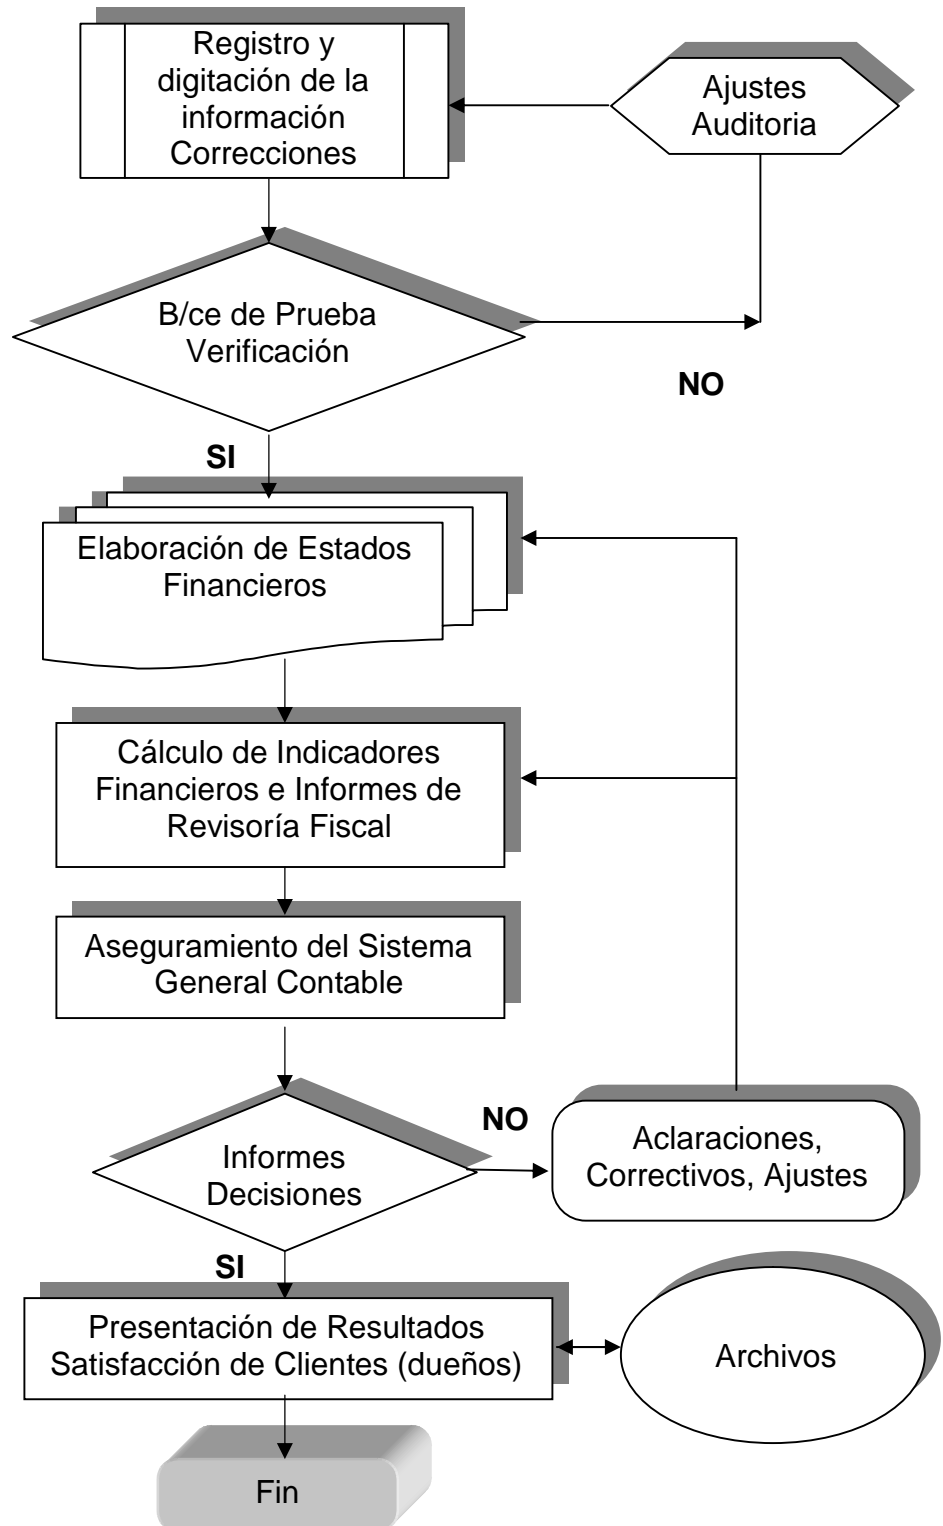 Registro y
digitación de la
información
Correcciones
Ajustes
Auditoria
B/ce de Prueba
Verificación
NO
SI
Elaboración de Estados
Financieros
Cálculo de Indicadores
Financieros e Informes de
Revisoría Fiscal
Aseguramiento del Sistema
General Contable
NO
Informes
Decisiones
Aclaraciones,
Correctivos, Ajustes
SI
Presentación de Resultados
Satisfacción de Clientes (dueños)
Archivos
Fin